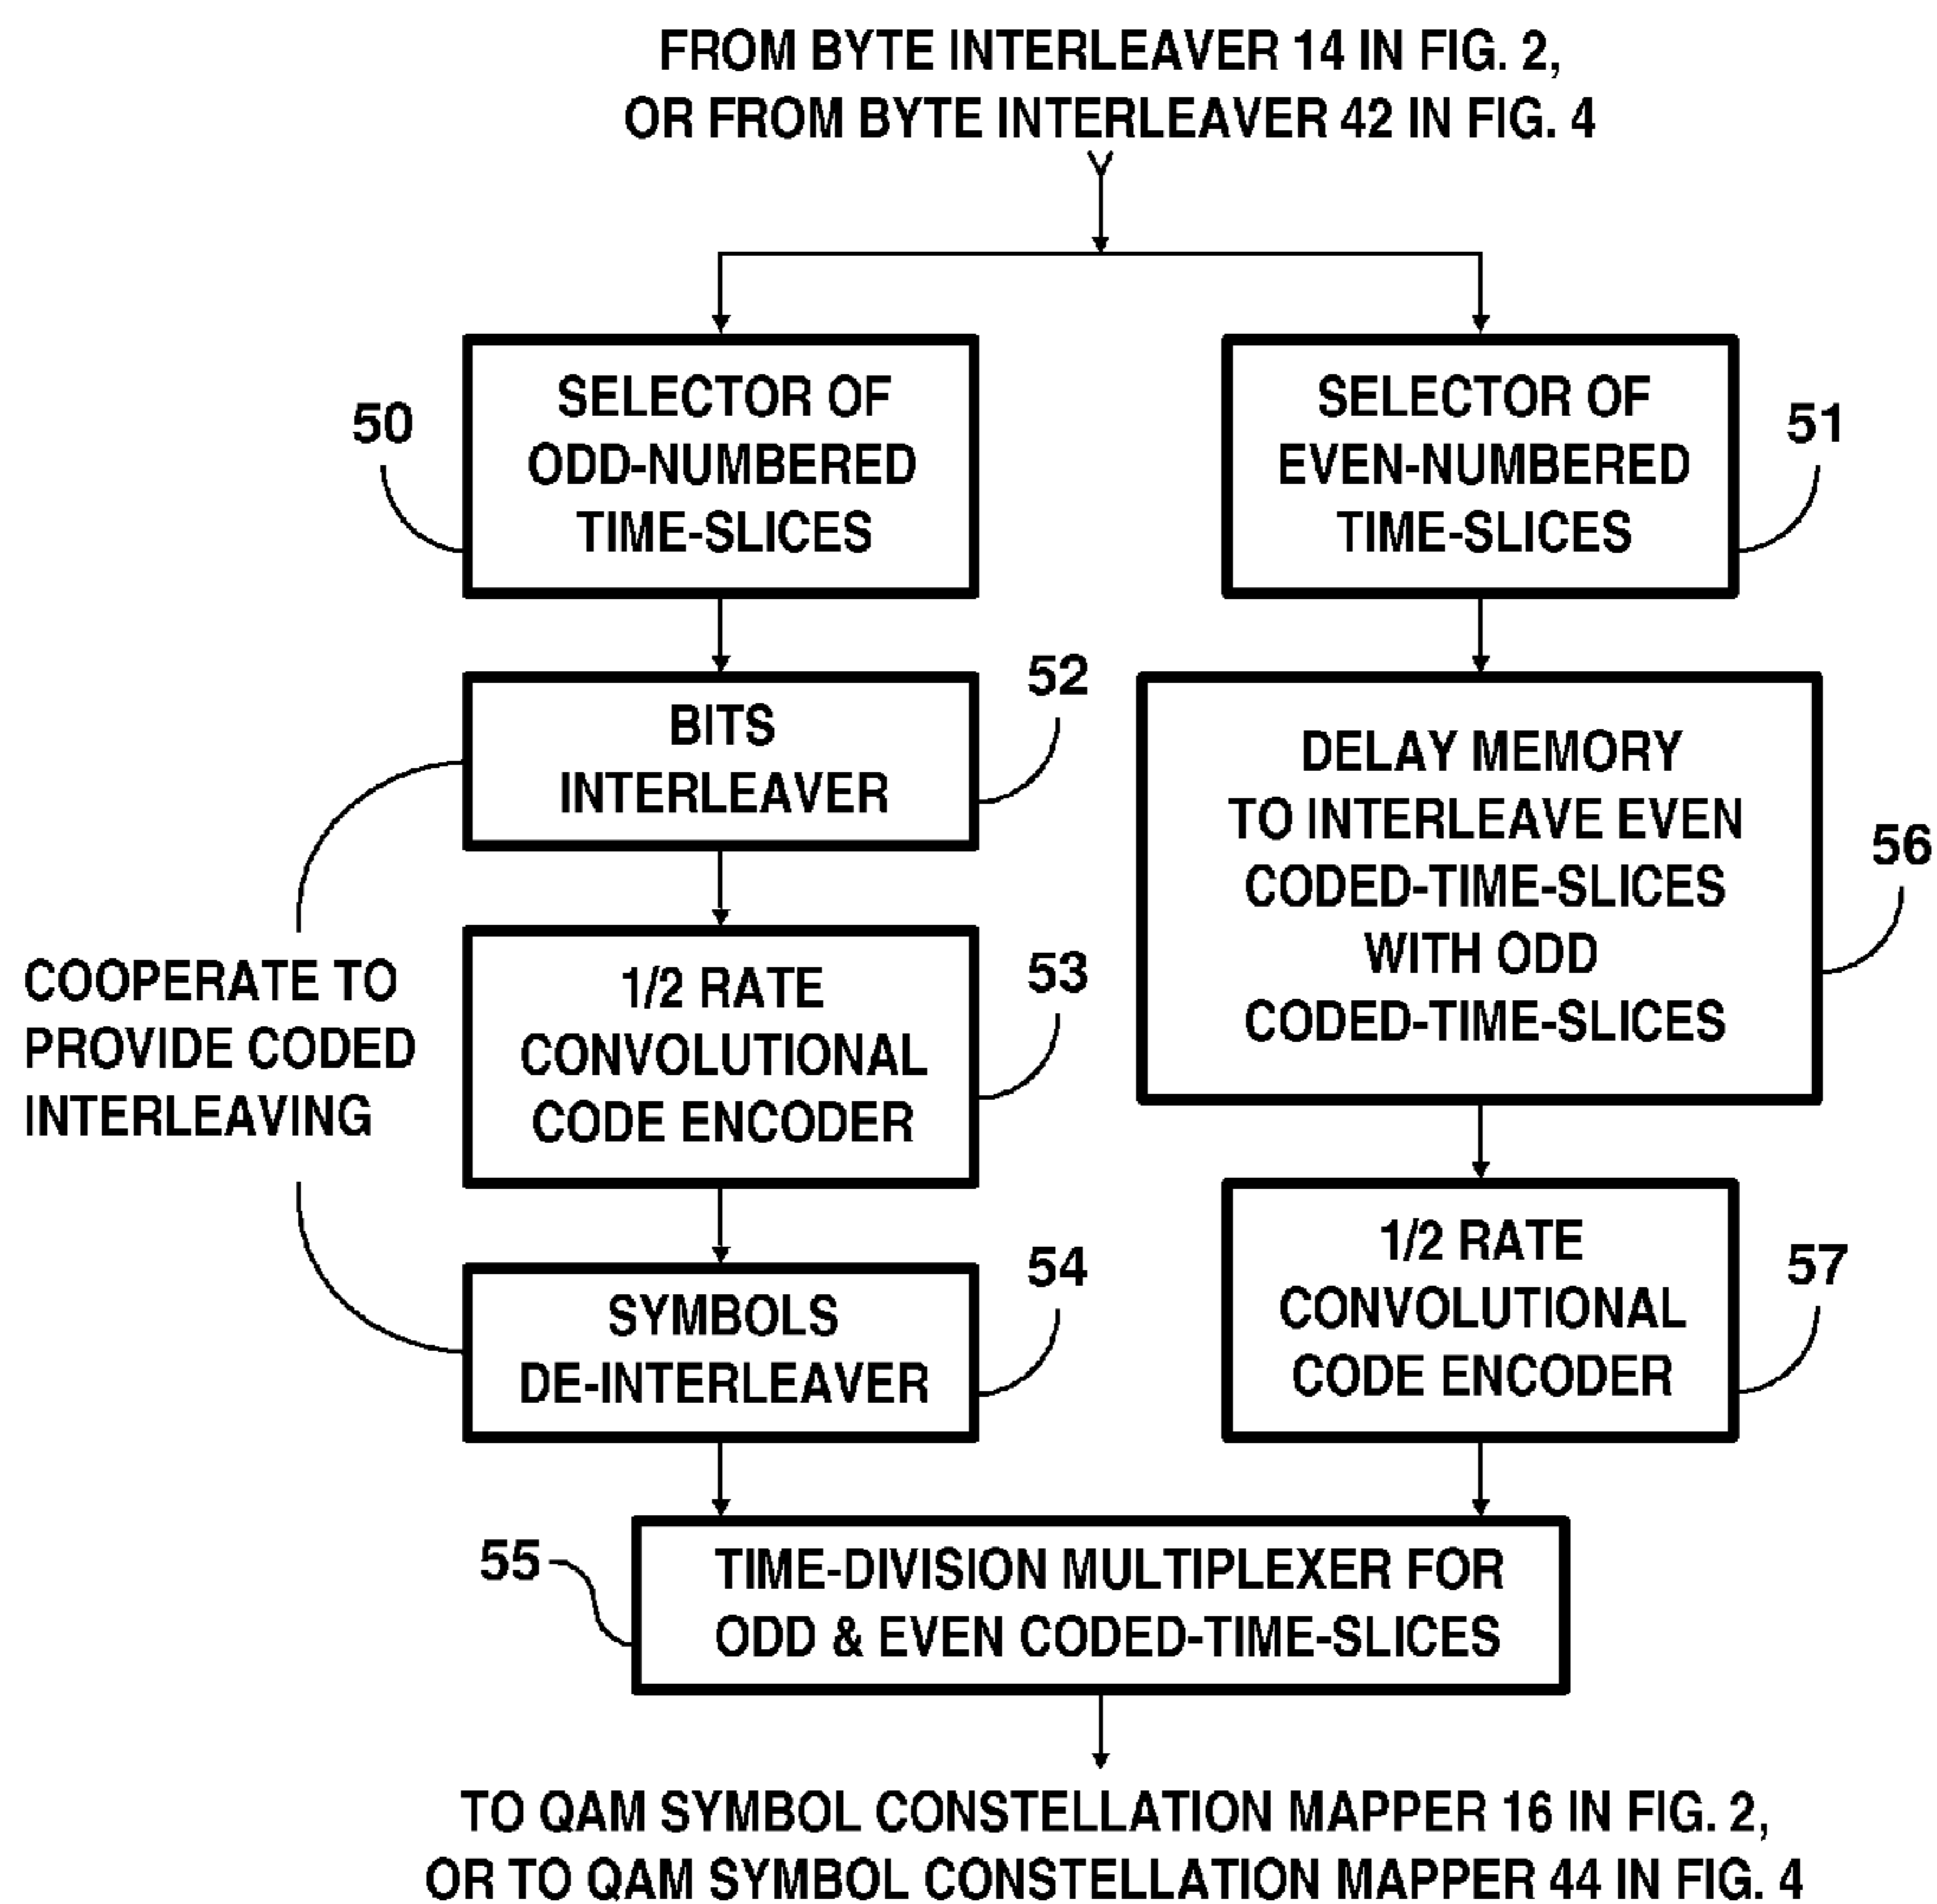 FROM BYTE INTERLEAVER 14 IN FIG. 2,
OR FROM BYTE INTERLEAVER 42 IN FIG. 4
50
SELECTOR OF
ODD-NUMBERED
TIME-SLICES
SELECTOR OF
EVEN-NUMBERED
TIME-SLICES
51
BITS
INTERLEAVER
52
DELAY MEMORY
TO INTERLEAVE EVEN
CODED-TIME-SLICES
WITH ODD
CODED-TIME-SLICES
56
COOPERATE TO
PROVIDE CODED
INTERLEAVING
1/2 RATE
CONVOLUTIONAL
CODE ENCODER
53
SYMBOLS
DE-INTERLEAVER
54
1/2 RATE
CONVOLUTIONAL
CODE ENCODER
57
55
TIME-DIVISION MULTIPLEXER FOR
ODD & EVEN CODED-TIME-SLICES
TO QAM SYMBOL CONSTELLATION MAPPER 16 IN FIG. 2,
OR TO QAM SYMBOL CONSTELLATION MAPPER 44 IN FIG. 4